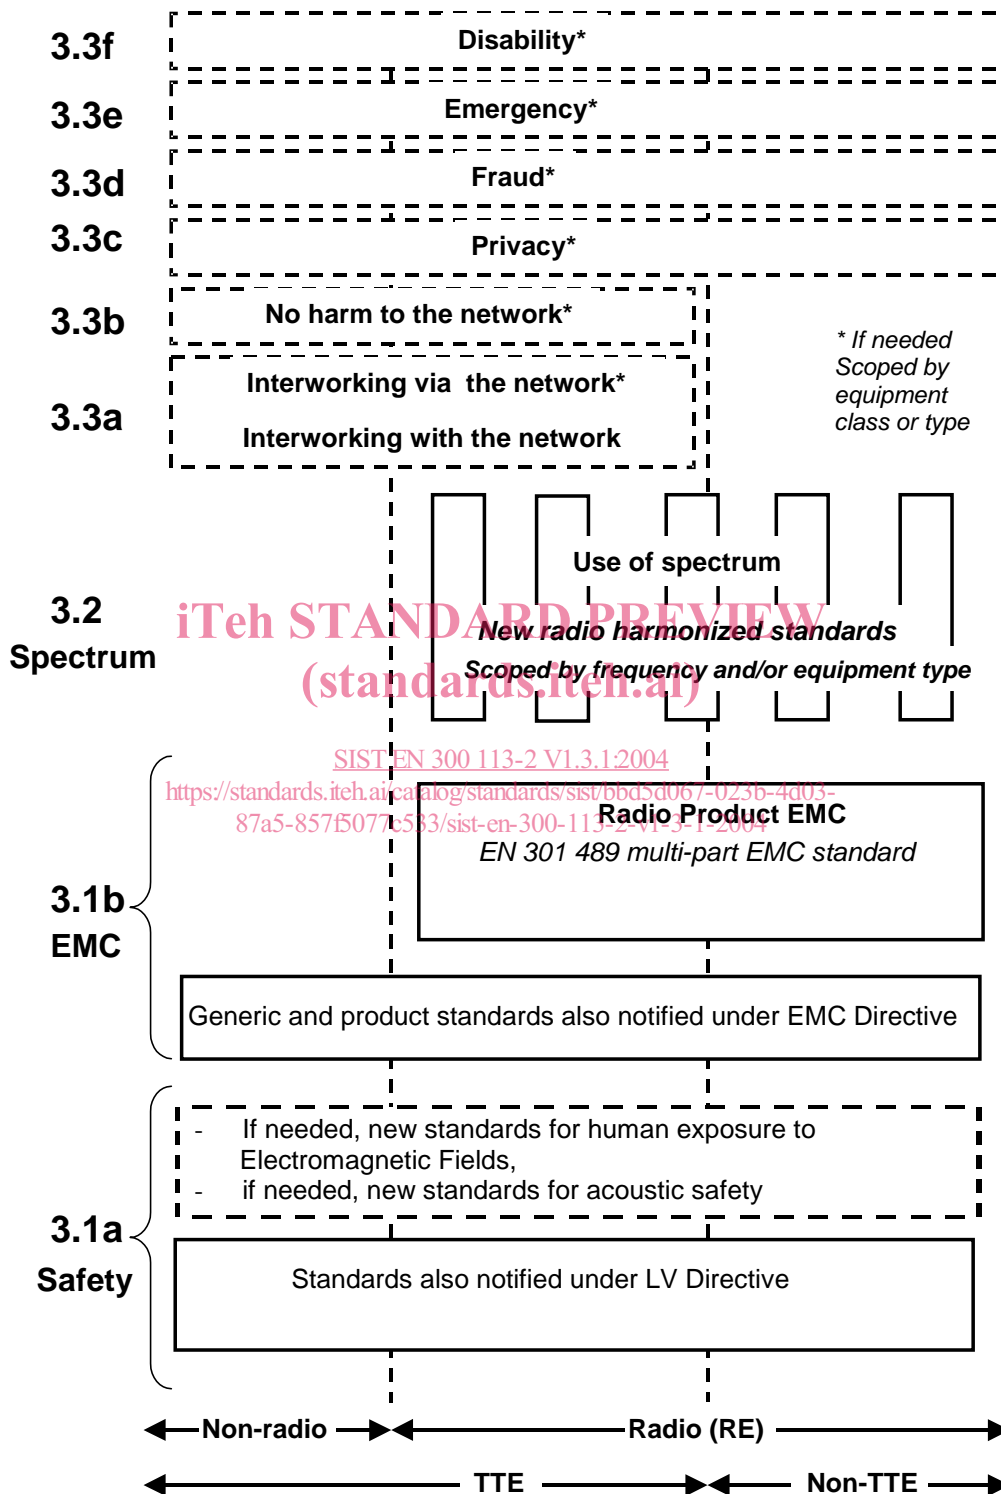 3.3f
Disability*
3.3e
Emergency*
3.3d
Fraud*
3.3c
Privacy*
3.3b
No harm to the network*
* If needed
Scoped by
equipment
class or type
3.3a
Interworking via the network*
Interworking with the network
Use of spectrum
3.2
Spectrum
iTeh STANDARD PREVIEW
New radio harmonized standards
(standards.iteh.ai)
Scoped by frequency and/or equipment type
SIST EN 300 113-2 V1.3.1:2004
https://standards.iteh.ai/catalog/standards/sist/bbd5d067-023b-4d03-
87a5-857f5077c533/sist-en-300-113-2-v1-3-1-2004
Radio Product EMC
EN 301 489 multi-part EMC standard
3.1b
EMC
Generic and product standards also notified under EMC Directive
- If needed, new standards for human exposure to
Electromagnetic Fields,
- if needed, new standards for acoustic safety
3.1a
Safety
Standards also notified under LV Directive
Non-radio
Radio (RE)
TTE
Non-TTE